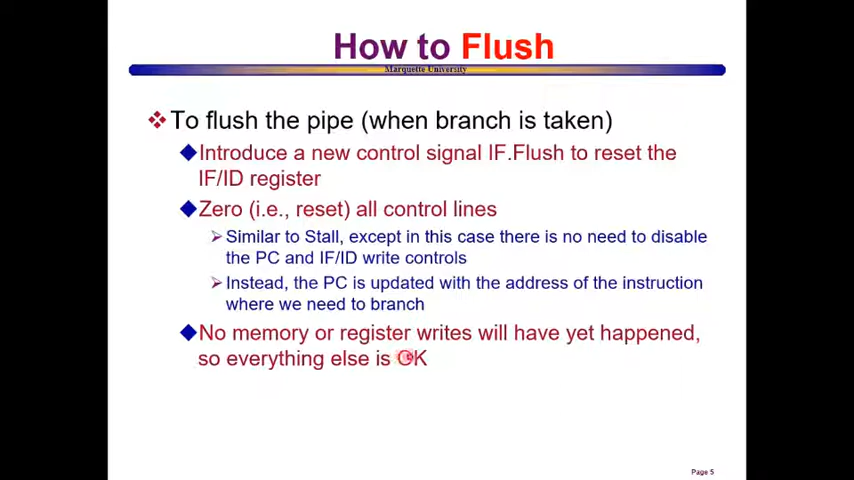 How to Flush
Marquette University
To flush the pipe (when branch is taken)
Introduce a new control signal IF.Flush to reset the
IF/ID register
Zero (i.e., reset) all control lines
Similar to Stall, except in this case there is no need to disable
the PC and IF/ID write controls
Instead, the PC is updated with the address of the instruction
where we need to branch
No memory or register writes will have yet happened,
so everything else is OK
Page 5